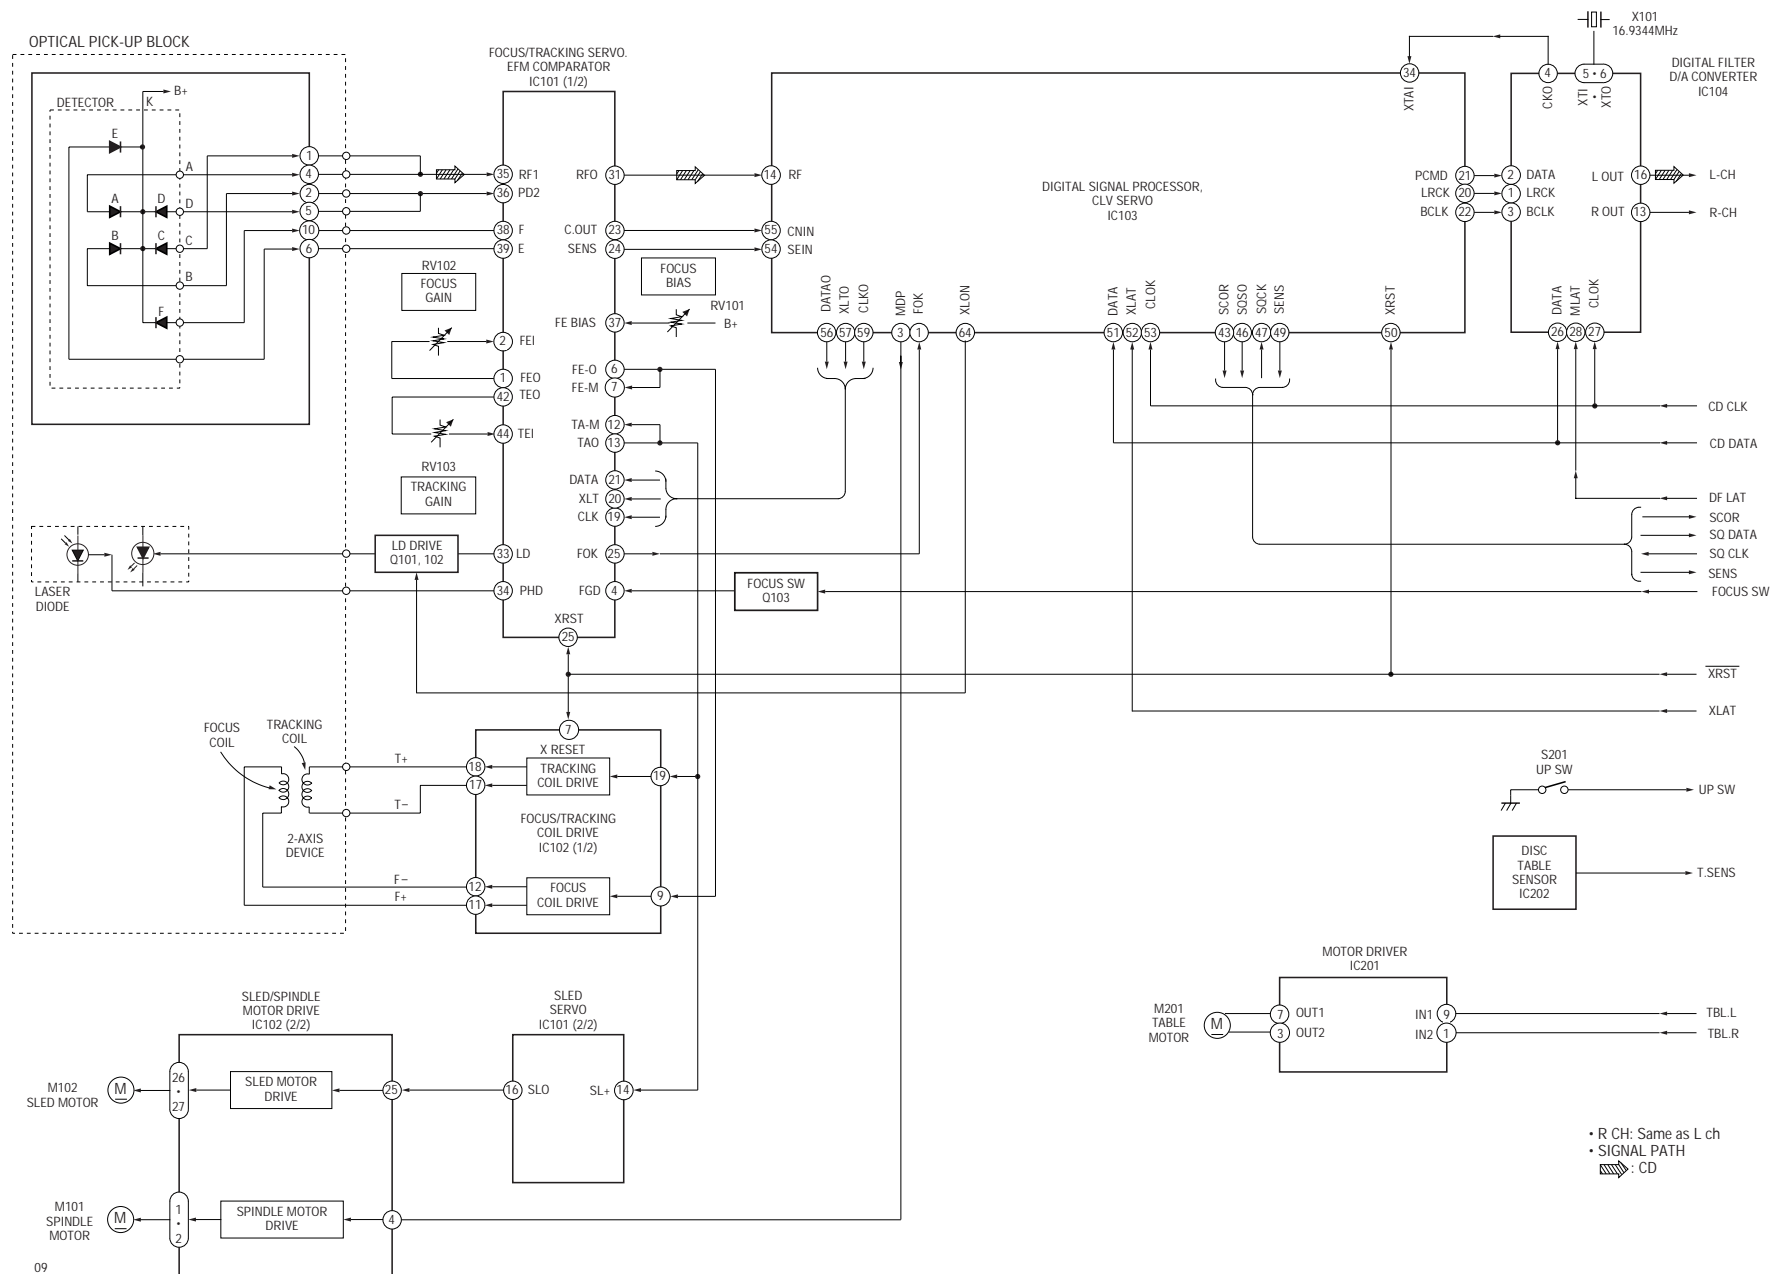 OPTICAL PICK-UP BLOCK
DETECTOR
B+
K
E
A
A
D
D
B
C
C
B
F
1
4
2
5
10
6
FOCUS/TRACKING SERVO.
EFM COMPARATOR
IC101 (1/2)
35 RF1
36 PD2
38 F
39 E
RFO 31
C.OUT 23
SENS 24
RV102
FOCUS
GAIN
FOCUS
BIAS
RV101
B+
FE BIAS 37
2 FEI
1 FEO
42 TEO
44 TEI
FE-O 6
FE-M 7
TA-M 12
TAO 13
RV103
TRACKING
GAIN
DATA 21
XLT 20
CLK 19
LD DRIVE
Q101, 102
33 LD
34 PHD
FOK 25
FGD 4
XRST
25
FOCUS SW
Q103
LASER
DIODE
DIGITAL SIGNAL PROCESSOR,
CLV SERVO
IC103
14 RF
55 CNIN
54 SEIN
34
XTAI
PCMD 21
LRCK 20
BCLK 22
DATAO
XLTO
CLKO
MDP
FOK
XLON
DATA
XLAT
CLOK
SCOR
SQSO
SQCK
SENS
XRST
56 57 59 3 1 64 51 52 53 43 46 47 49 50
X101
16.9344MHz
DIGITAL FILTER
D/A CONVERTER
IC104
4
5 • 6
CKO
XTI
•
XTO
2 DATA
1 LRCK
3 BCLK
L OUT 16
R OUT 13
L-CH
R-CH
DATA
MLAT
CLOK
26 28 27
CD CLK
CD DATA
DF LAT
SCOR
SQ DATA
SQ CLK
SENS
FOCUS SW
XRST
XLAT
FOCUS
COIL
TRACKING
COIL
2-AXIS
DEVICE
T+
T−
F−
F+
7
X RESET
18
17
TRACKING
COIL DRIVE
19
FOCUS/TRACKING
COIL DRIVE
IC102 (1/2)
12
11
FOCUS
COIL DRIVE
9
S201
UP SW
UP SW
DISC
TABLE
SENSOR
IC202
T.SENS
MOTOR DRIVER
IC201
M201
TABLE
MOTOR
M
7 OUT1
3 OUT2
IN1 9
IN2 1
TBL.L
TBL.R
SLED/SPINDLE
MOTOR DRIVE
IC102 (2/2)
SLED
SERVO
IC101 (2/2)
M102
SLED MOTOR
M
26
•
27
SLED MOTOR
DRIVE
25
16 SLO
SL+ 14
M101
SPINDLE
MOTOR
M
1
•
2
SPINDLE MOTOR
DRIVE
4
• R CH: Same as L ch
• SIGNAL PATH
: CD
09